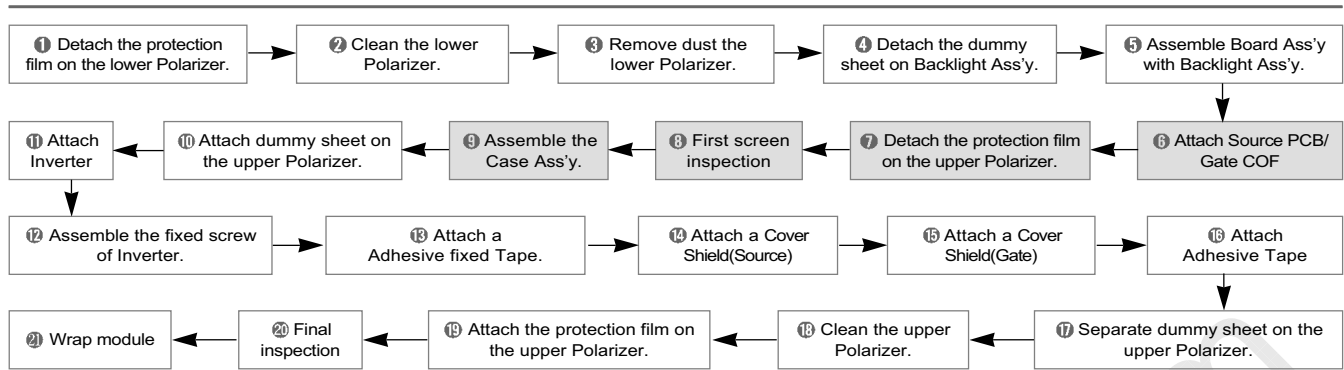 ❶ Detach the protection
film on the lower Polarizer.
❷ Clean the lower
Polarizer.
❸ Remove dust the
lower Polarizer.
❹ Detach the dummy
sheet on Backlight Ass'y.
❺ Assemble Board Ass'y
with Backlight Ass'y.
❻ Attach Source PCB/
Gate COF
❼ Detach the protection film
on the upper Polarizer.
❽ First screen
inspection
❾ Assemble the
Case Ass'y.
❿ Attach dummy sheet on
the upper Polarizer.
⓫ Attach
Inverter
⓬ Assemble the fixed screw
of Inverter.
⓭ Attach a
Adhesive fixed Tape.
⓮ Attach a Cover
Shield(Source)
⓯ Attach a Cover
Shield(Gate)
⓰ Attach
Adhesive Tape
⓱ Separate dummy sheet on the
upper Polarizer.
⓲ Clean the upper
Polarizer.
⓳ Attach the protection film on
the upper Polarizer.
⓴ Final
inspection
㉑ Wrap module